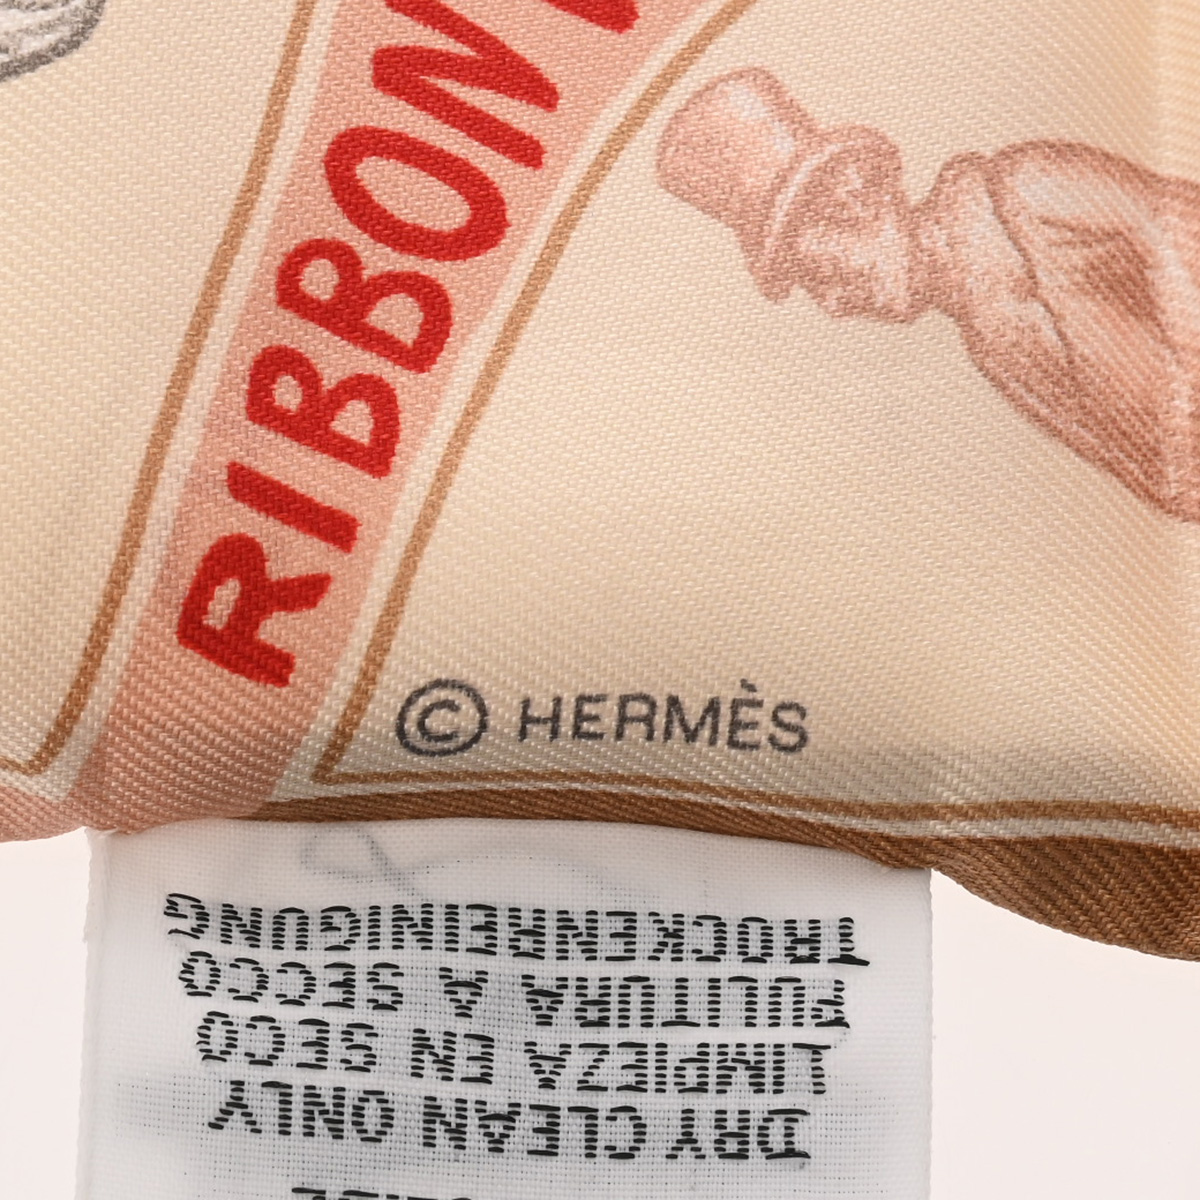 RIBBON
© HERMÈS
DRY CLEAN ONLY
LIMPIEZA EN SECO
PULITURA A SECCO
TROCKENREINIGUNG